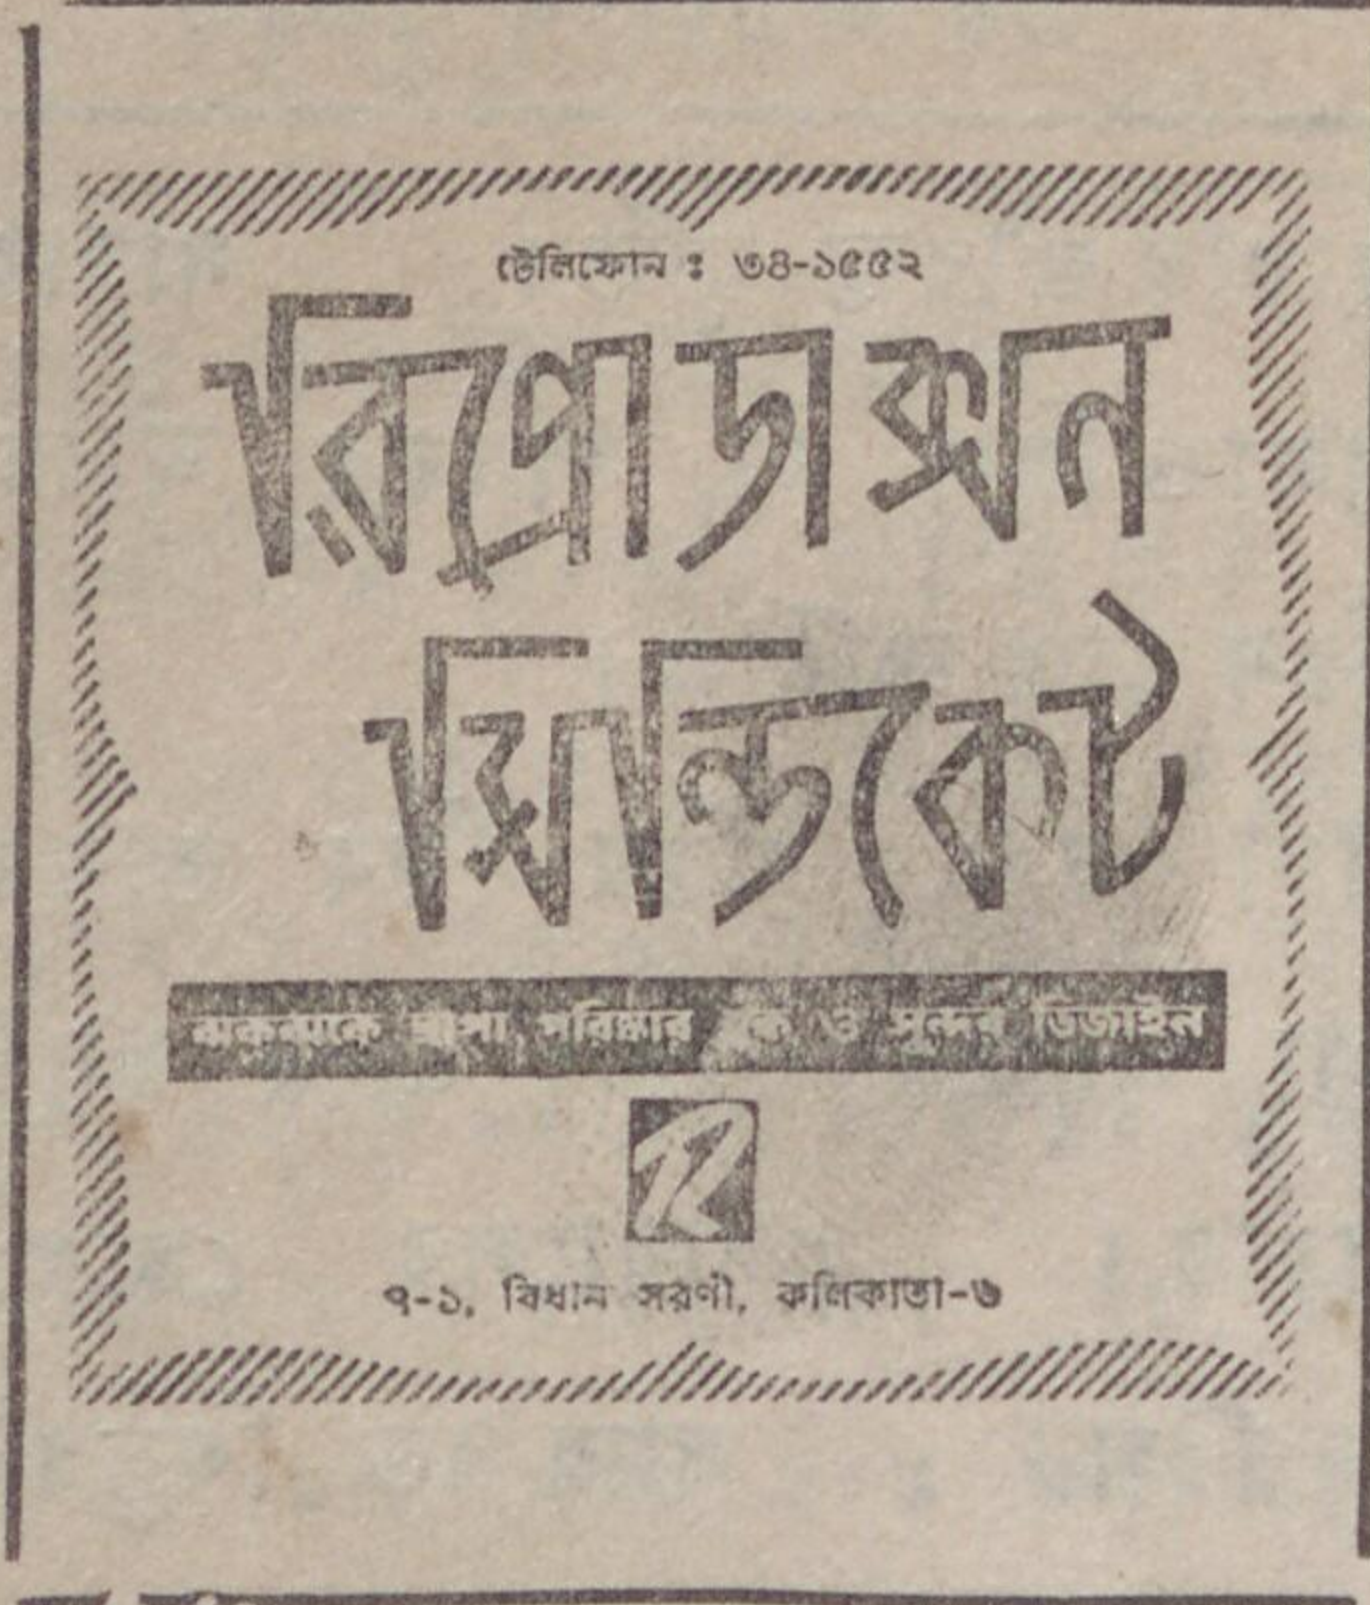 টেলিফোন : ৩৪-১৫৫২
রিপ্রোডাক্সন
সিন্ডিকেট
ঝকঝকে ছাপা, পরিষ্কার ব্লক ও সুন্দর ডিজাইন
R
৭-১, বিধান সরণী, কলিকাতা-৬